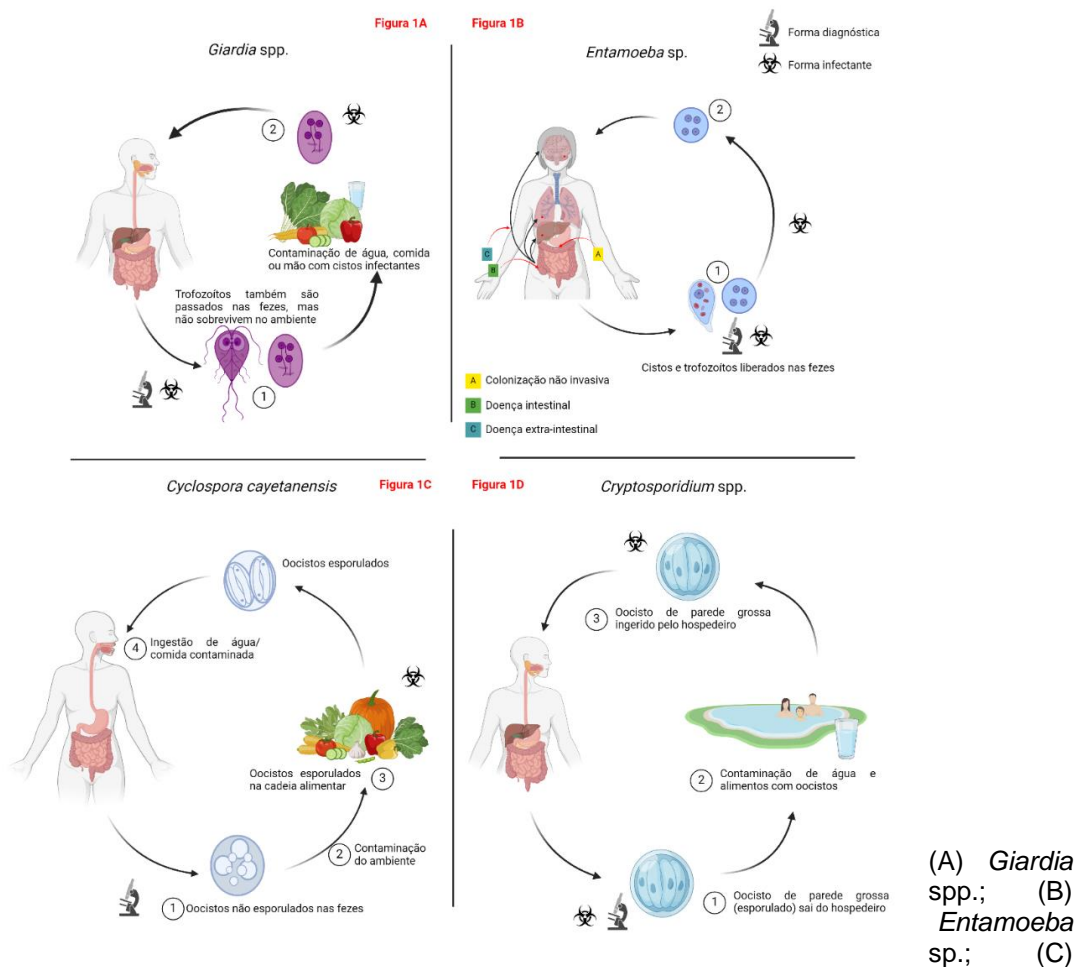 Figura 1A
Figura 1B
Giardia spp.
Entamoeba sp.
Forma diagnóstica
Forma infectante
2
Contaminação de água, comida
ou mão com cistos infectantes
Trofozoítos também são
passados nas fezes, mas
não sobrevivem no ambiente
1
2
C
B
A
1
Cistos e trofozoítos liberados nas fezes
A Colonização não invasiva
B Doença intestinal
C Doença extra-intestinal
Cyclospora cayetanensis
Figura 1C
Figura 1D
Cryptosporidium spp.
Oocistos esporulados
4 Ingestão de água/
comida contaminada
Oocistos esporulados
na cadeia alimentar
3
2 Contaminação
do ambiente
1 Oocistos não esporulados nas fezes
3 Oocisto de parede grossa
ingerido pelo hospedeiro
2 Contaminação de água e
alimentos com oocistos
1 Oocisto de parede grossa
(esporulado) sai do hospedeiro
(A) Giardia
spp.; (B)
Entamoeba
sp.; (C)